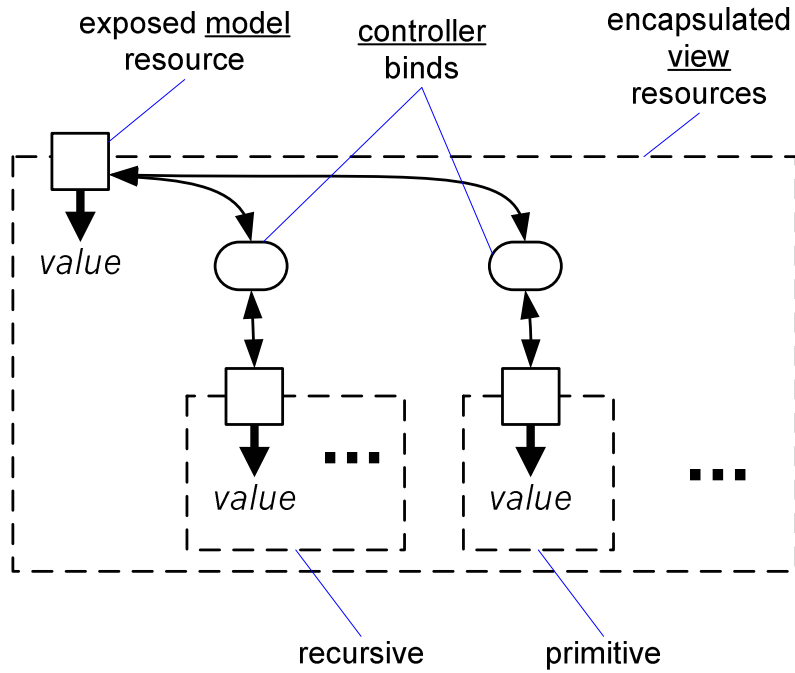 exposed model
resource
controller
binds
encapsulated
view
resources
value
value
...
value
...
recursive
primitive